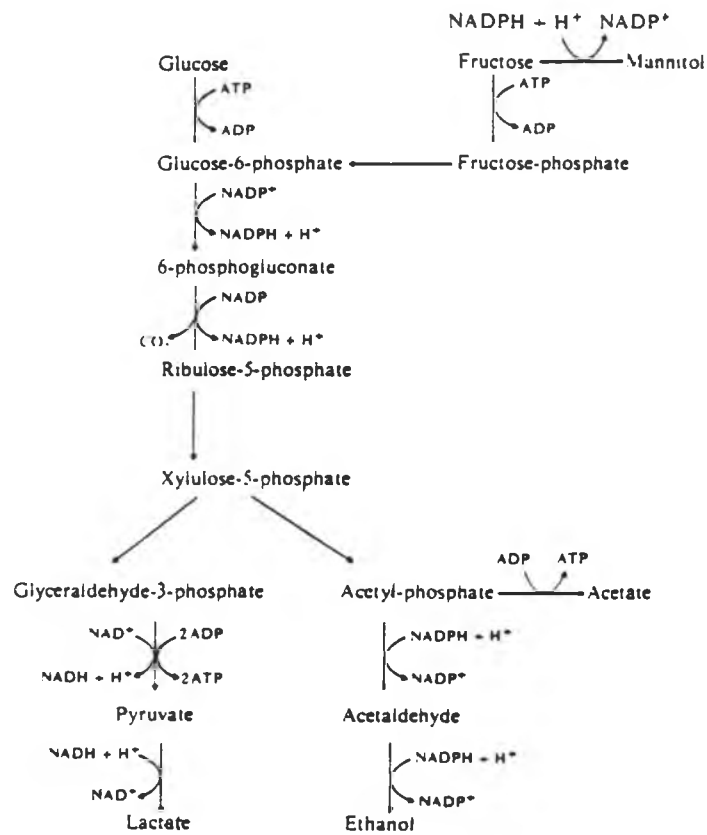 NADPH + H⁺ NADP⁺
Glucose Fructose Mannitol
ATP ATP
ADP ADP
Glucose-6-phosphate Fructose-phosphate
NADP⁺
NADPH + H⁺
6-phosphogluconate
NADP
CO₂ NADPH + H⁺
Ribulose-5-phosphate
Xylulose-5-phosphate
ADP ATP
Glyceraldehyde-3-phosphate Acetyl-phosphate Acetate
NAD⁺ 2ADP NADPH + H⁺
NADH + H⁺ 2ATP NADP⁺
Pyruvate Acetaldehyde
NADH + H⁺ NADPH + H⁺
NAD⁺ NADP⁺
Lactate Ethanol